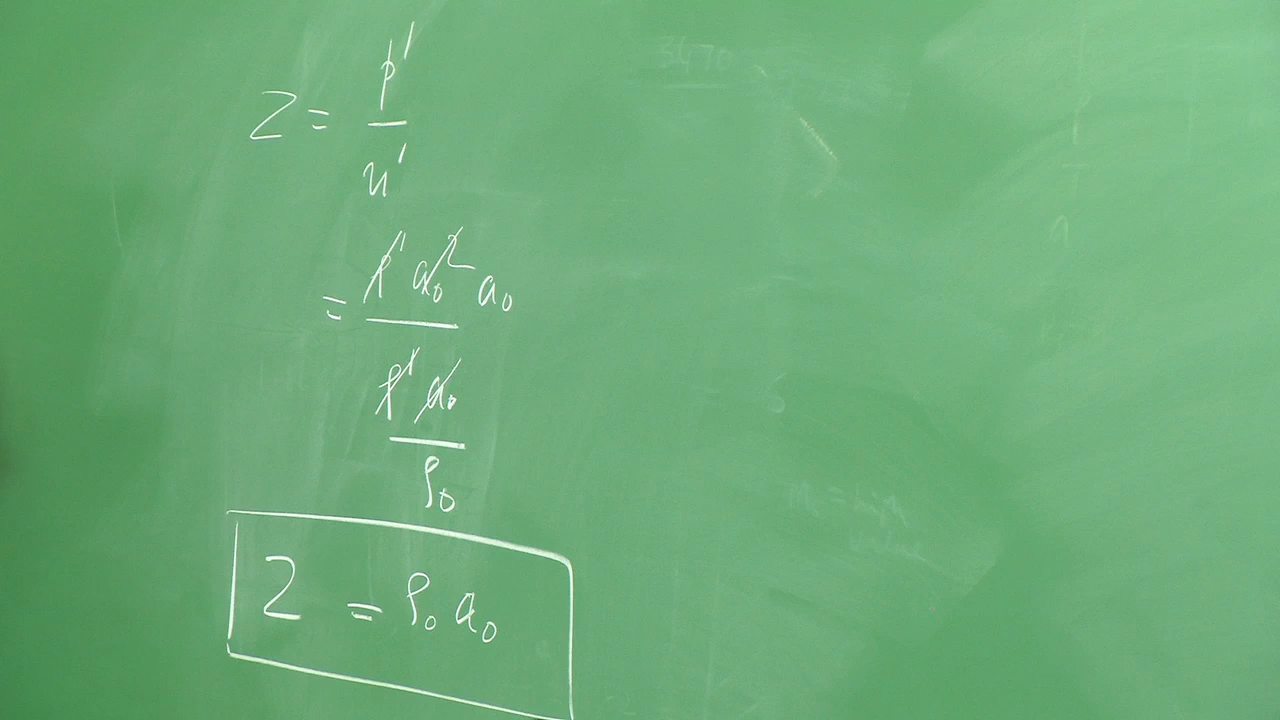 Z = p'
u'
= ρ' a₀² a₀
ρ' a₀
ρ₀
Z = ρ₀ a₀